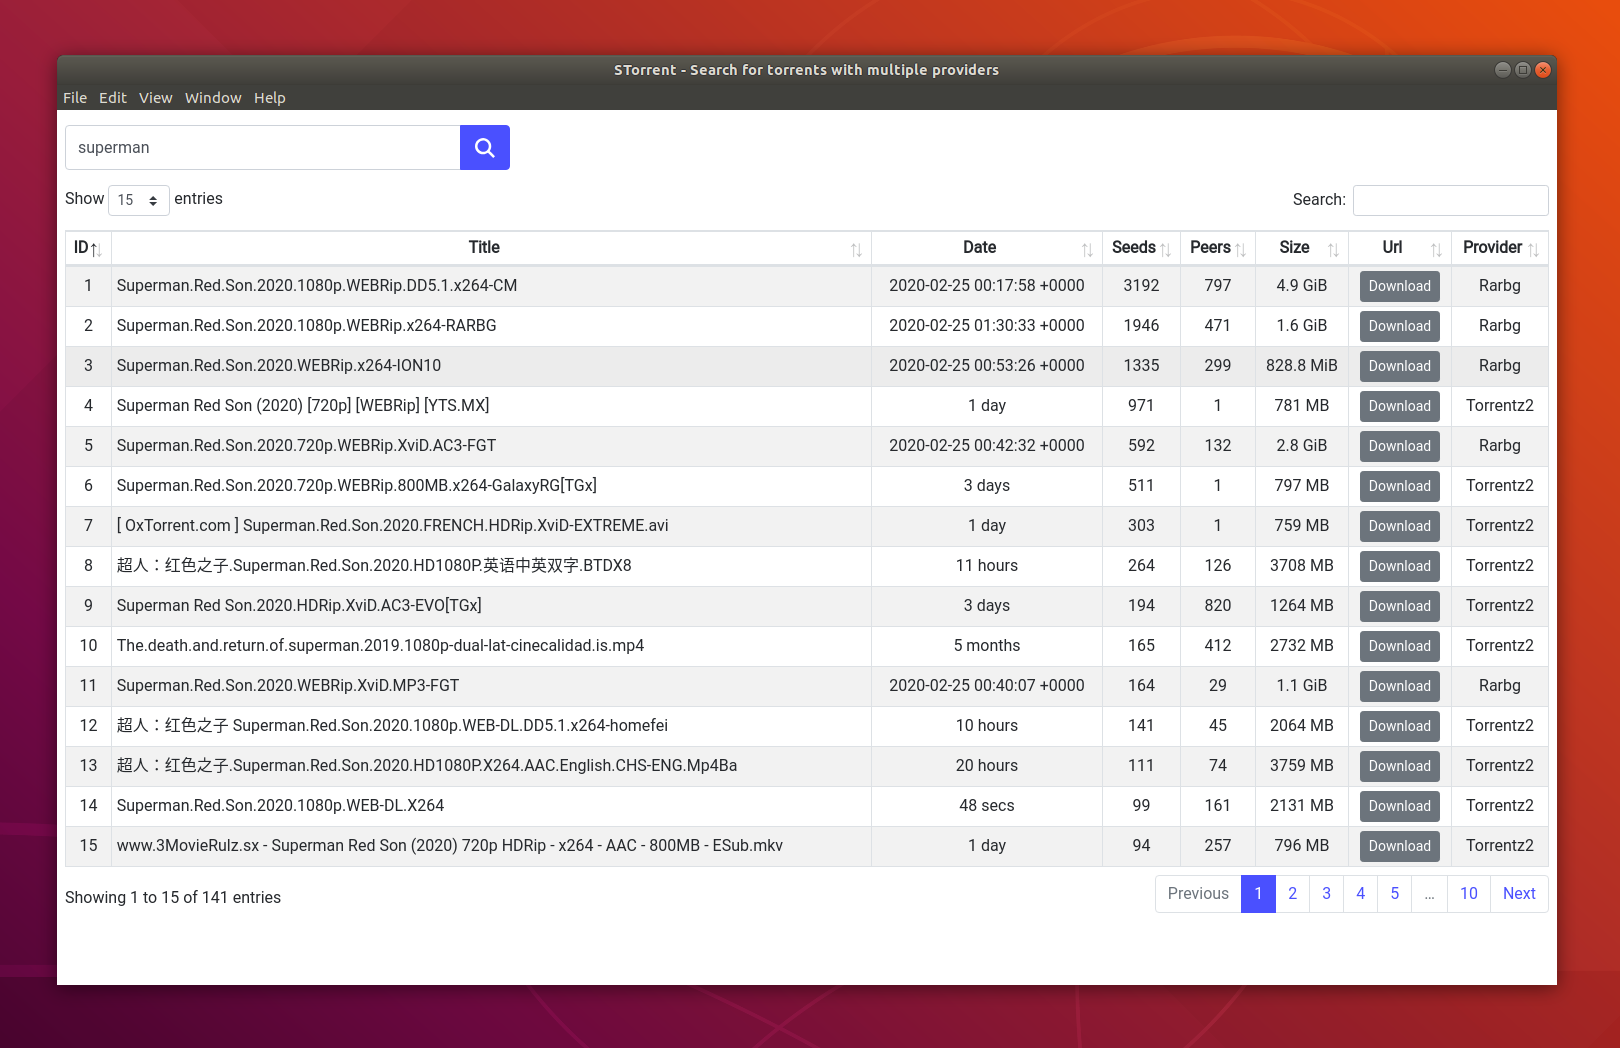 STorrent - Search for torrents with multiple providers
File Edit View Window Help
superman
Show 15 entries
Search:
ID Title Date Seeds Peers Size Url Provider
1 Superman.Red.Son.2020.1080p.WEBRip.DD5.1.x264-CM 2020-02-25 00:17:58 +0000 3192 797 4.9 GiB Download Rarbg
2 Superman.Red.Son.2020.1080p.WEBRip.x264-RARBG 2020-02-25 01:30:33 +0000 1946 471 1.6 GiB Download Rarbg
3 Superman.Red.Son.2020.WEBRip.x264-ION10 2020-02-25 00:53:26 +0000 1335 299 828.8 MiB Download Rarbg
4 Superman Red Son (2020) [720p] [WEBRip] [YTS.MX] 1 day 971 1 781 MB Download Torrentz2
5 Superman.Red.Son.2020.720p.WEBRip.XviD.AC3-FGT 2020-02-25 00:42:32 +0000 592 132 2.8 GiB Download Rarbg
6 Superman.Red.Son.2020.720p.WEBRip.800MB.x264-GalaxyRG[TGx] 3 days 511 1 797 MB Download Torrentz2
7 [ OxTorrent.com ] Superman.Red.Son.2020.FRENCH.HDRip.XviD-EXTREME.avi 1 day 303 1 759 MB Download Torrentz2
8 超人：红色之子.Superman.Red.Son.2020.HD1080P.英语中英双字.BTDX8 11 hours 264 126 3708 MB Download Torrentz2
9 Superman Red Son.2020.HDRip.XviD.AC3-EVO[TGx] 3 days 194 820 1264 MB Download Torrentz2
10 The.death.and.return.of.superman.2019.1080p-dual-lat-cinecalidad.is.mp4 5 months 165 412 2732 MB Download Torrentz2
11 Superman.Red.Son.2020.WEBRip.XviD.MP3-FGT 2020-02-25 00:40:07 +0000 164 29 1.1 GiB Download Rarbg
12 超人：红色之子 Superman.Red.Son.2020.1080p.WEB-DL.DD5.1.x264-homefei 10 hours 141 45 2064 MB Download Torrentz2
13 超人：红色之子.Superman.Red.Son.2020.HD1080P.X264.AAC.English.CHS-ENG.Mp4Ba 20 hours 111 74 3759 MB Download Torrentz2
14 Superman.Red.Son.2020.1080p.WEB-DL.X264 48 secs 99 161 2131 MB Download Torrentz2
15 www.3MovieRulz.sx - Superman Red Son (2020) 720p HDRip - x264 - AAC - 800MB - ESub.mkv 1 day 94 257 796 MB Download Torrentz2
Showing 1 to 15 of 141 entries
Previous 1 2 3 4 5 … 10 Next